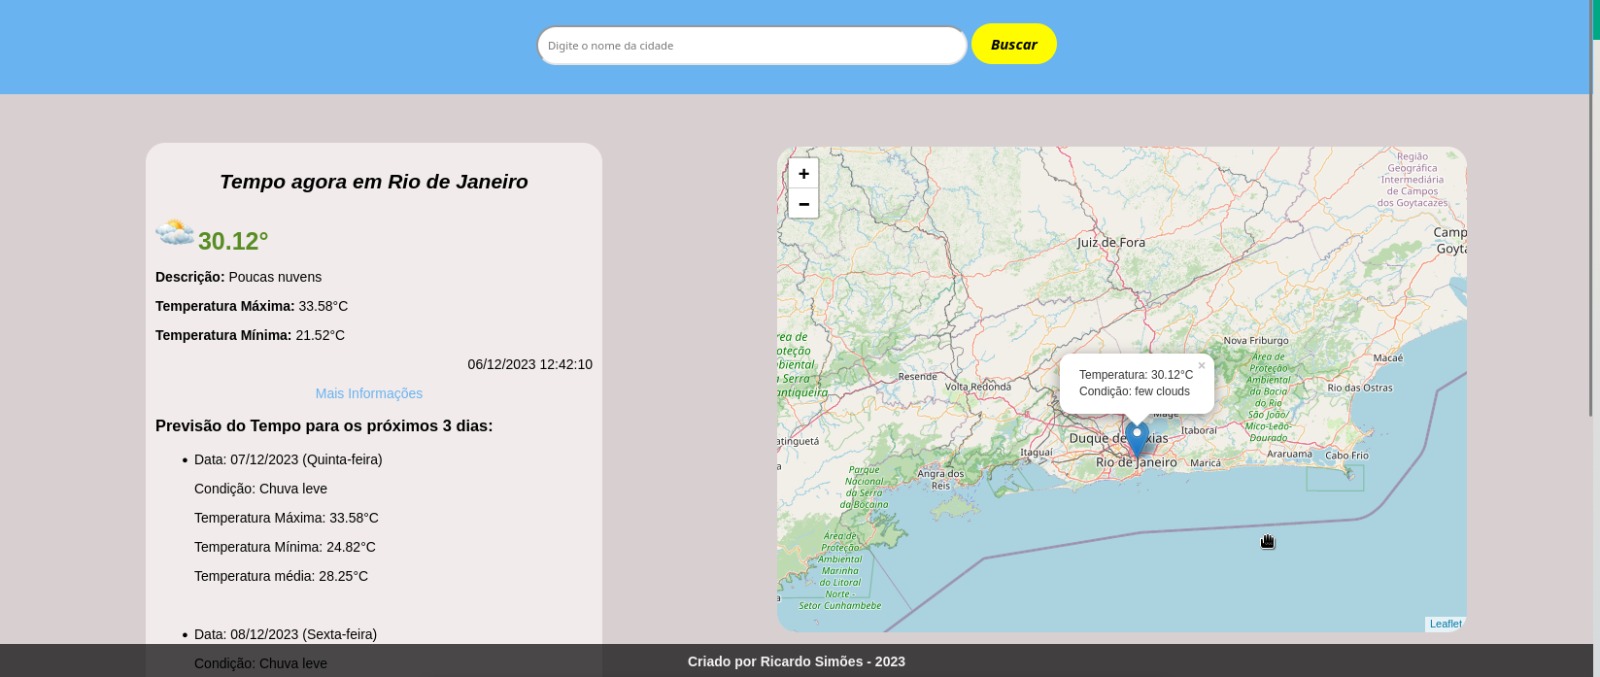 Digite o nome da cidade
Buscar
Tempo agora em Rio de Janeiro
30.12°
Descrição: Poucas nuvens
Temperatura Máxima: 33.58°C
Temperatura Mínima: 21.52°C
06/12/2023 12:42:10
Mais Informações
Previsão do Tempo para os próximos 3 dias:
Data: 07/12/2023 (Quinta-feira)
Condição: Chuva leve
Temperatura Máxima: 33.58°C
Temperatura Mínima: 24.82°C
Temperatura média: 28.25°C
Data: 08/12/2023 (Sexta-feira)
Condição: Chuva leve
+
−
Região
Geográfica
Intermediária
de Campos
dos Goytacazes
Camp
Goyta
Juiz de Fora
Nova Friburgo
Macaé
rea de
oteção
biental
a Serra
antiqueira
Resende
Volta Redonda
Temperatura: 30.12°C
Condição: few clouds
×
Área de
Proteção
Ambiental
da Bacia
do Rio
São João/
Mico-Leão
Dourado
Rio das Ostras
Magé
atinguetá
Duque de xias
Itaboraí
Itaguaí
Rio de Janeiro
Maricá
Araruama
Cabo Frio
Parque
Nacional
da Serra
da Bocaina
Angra dos
Reis
Área de
Proteção
Ambiental
Marinha
do Litoral
Norte -
Setor Cunhambebe
Leaflet
Criado por Ricardo Simões - 2023